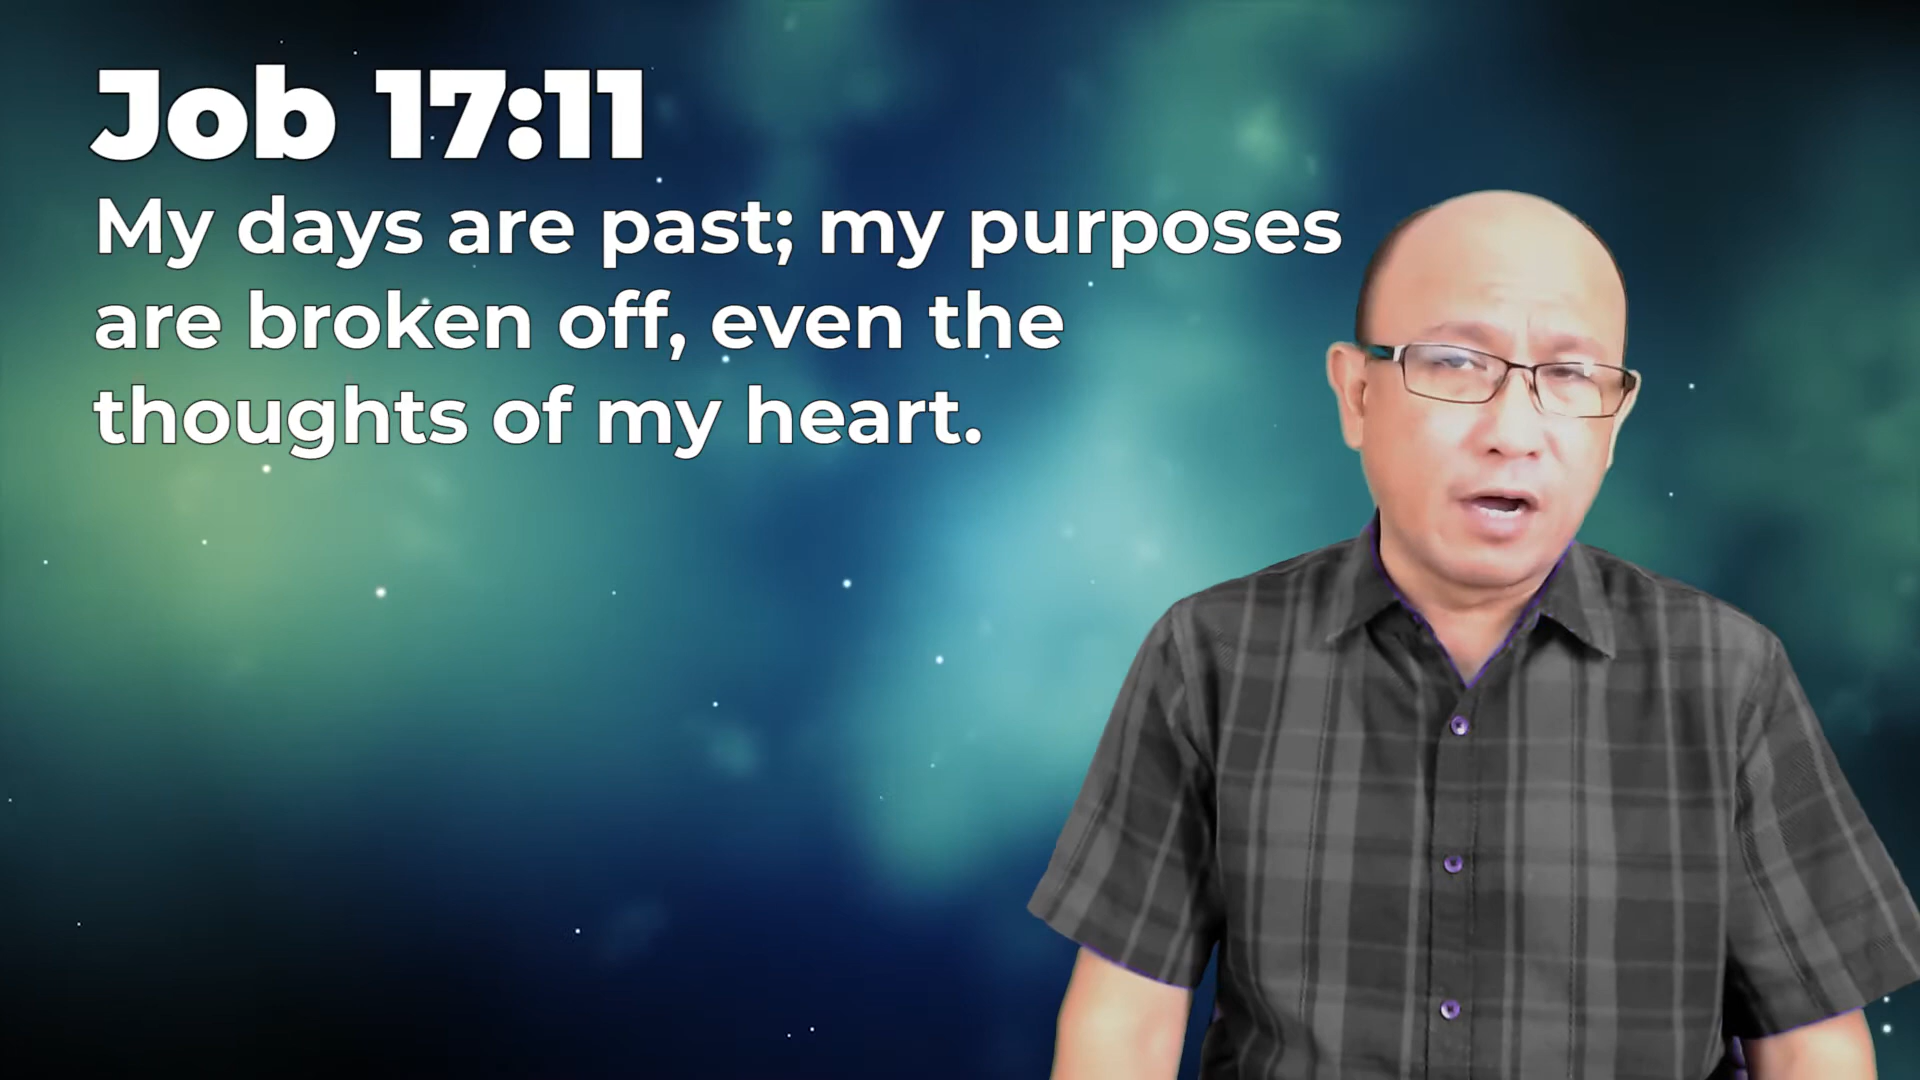 Job 17:11
My days are past; my purposes
are broken off, even the
thoughts of my heart.